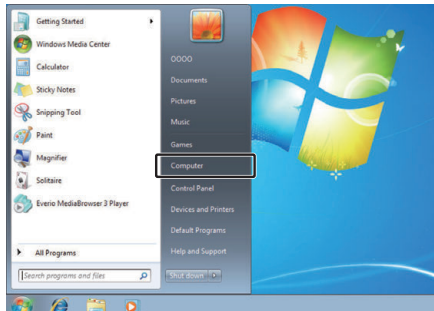 Getting Started
Windows Media Center
Calculator
Sticky Notes
Snipping Tool
Paint
Magnifier
Solitaire
Everio MediaBrowser 3 Player
All Programs
Search programs and files
OOOO
Documents
Pictures
Music
Games
Computer
Control Panel
Devices and Printers
Default Programs
Help and Support
Shut down